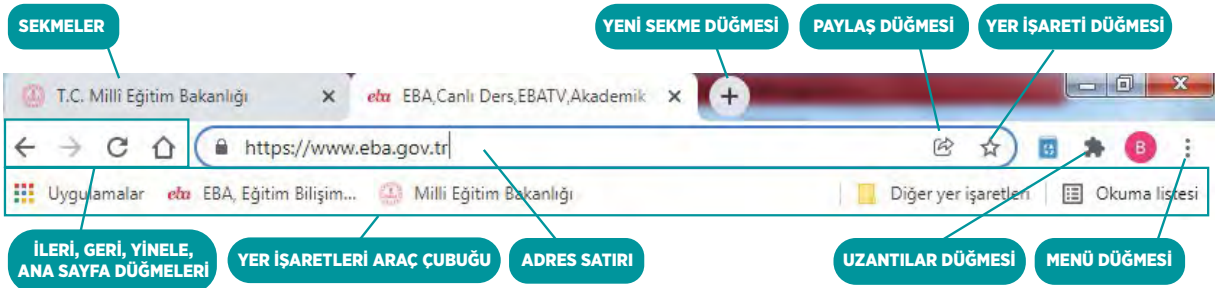 SEKMELER
YENİ SEKME DÜĞMESİ
PAYLAŞ DÜĞMESİ
YER İŞARETİ DÜĞMESİ
T.C. Millî Eğitim Bakanlığı
eba EBA,Canlı Ders,EBATV,Akademik
https://www.eba.gov.tr
B
Uygulamalar
eba EBA, Eğitim Bilişim...
Milli Eğitim Bakanlığı
Diğer yer işaretleri
Okuma listesi
İLERİ, GERİ, YİNELE,
ANA SAYFA DÜĞMELERİ
YER İŞARETLERİ ARAÇ ÇUBUĞU
ADRES SATIRI
UZANTILAR DÜĞMESİ
MENÜ DÜĞMESİ